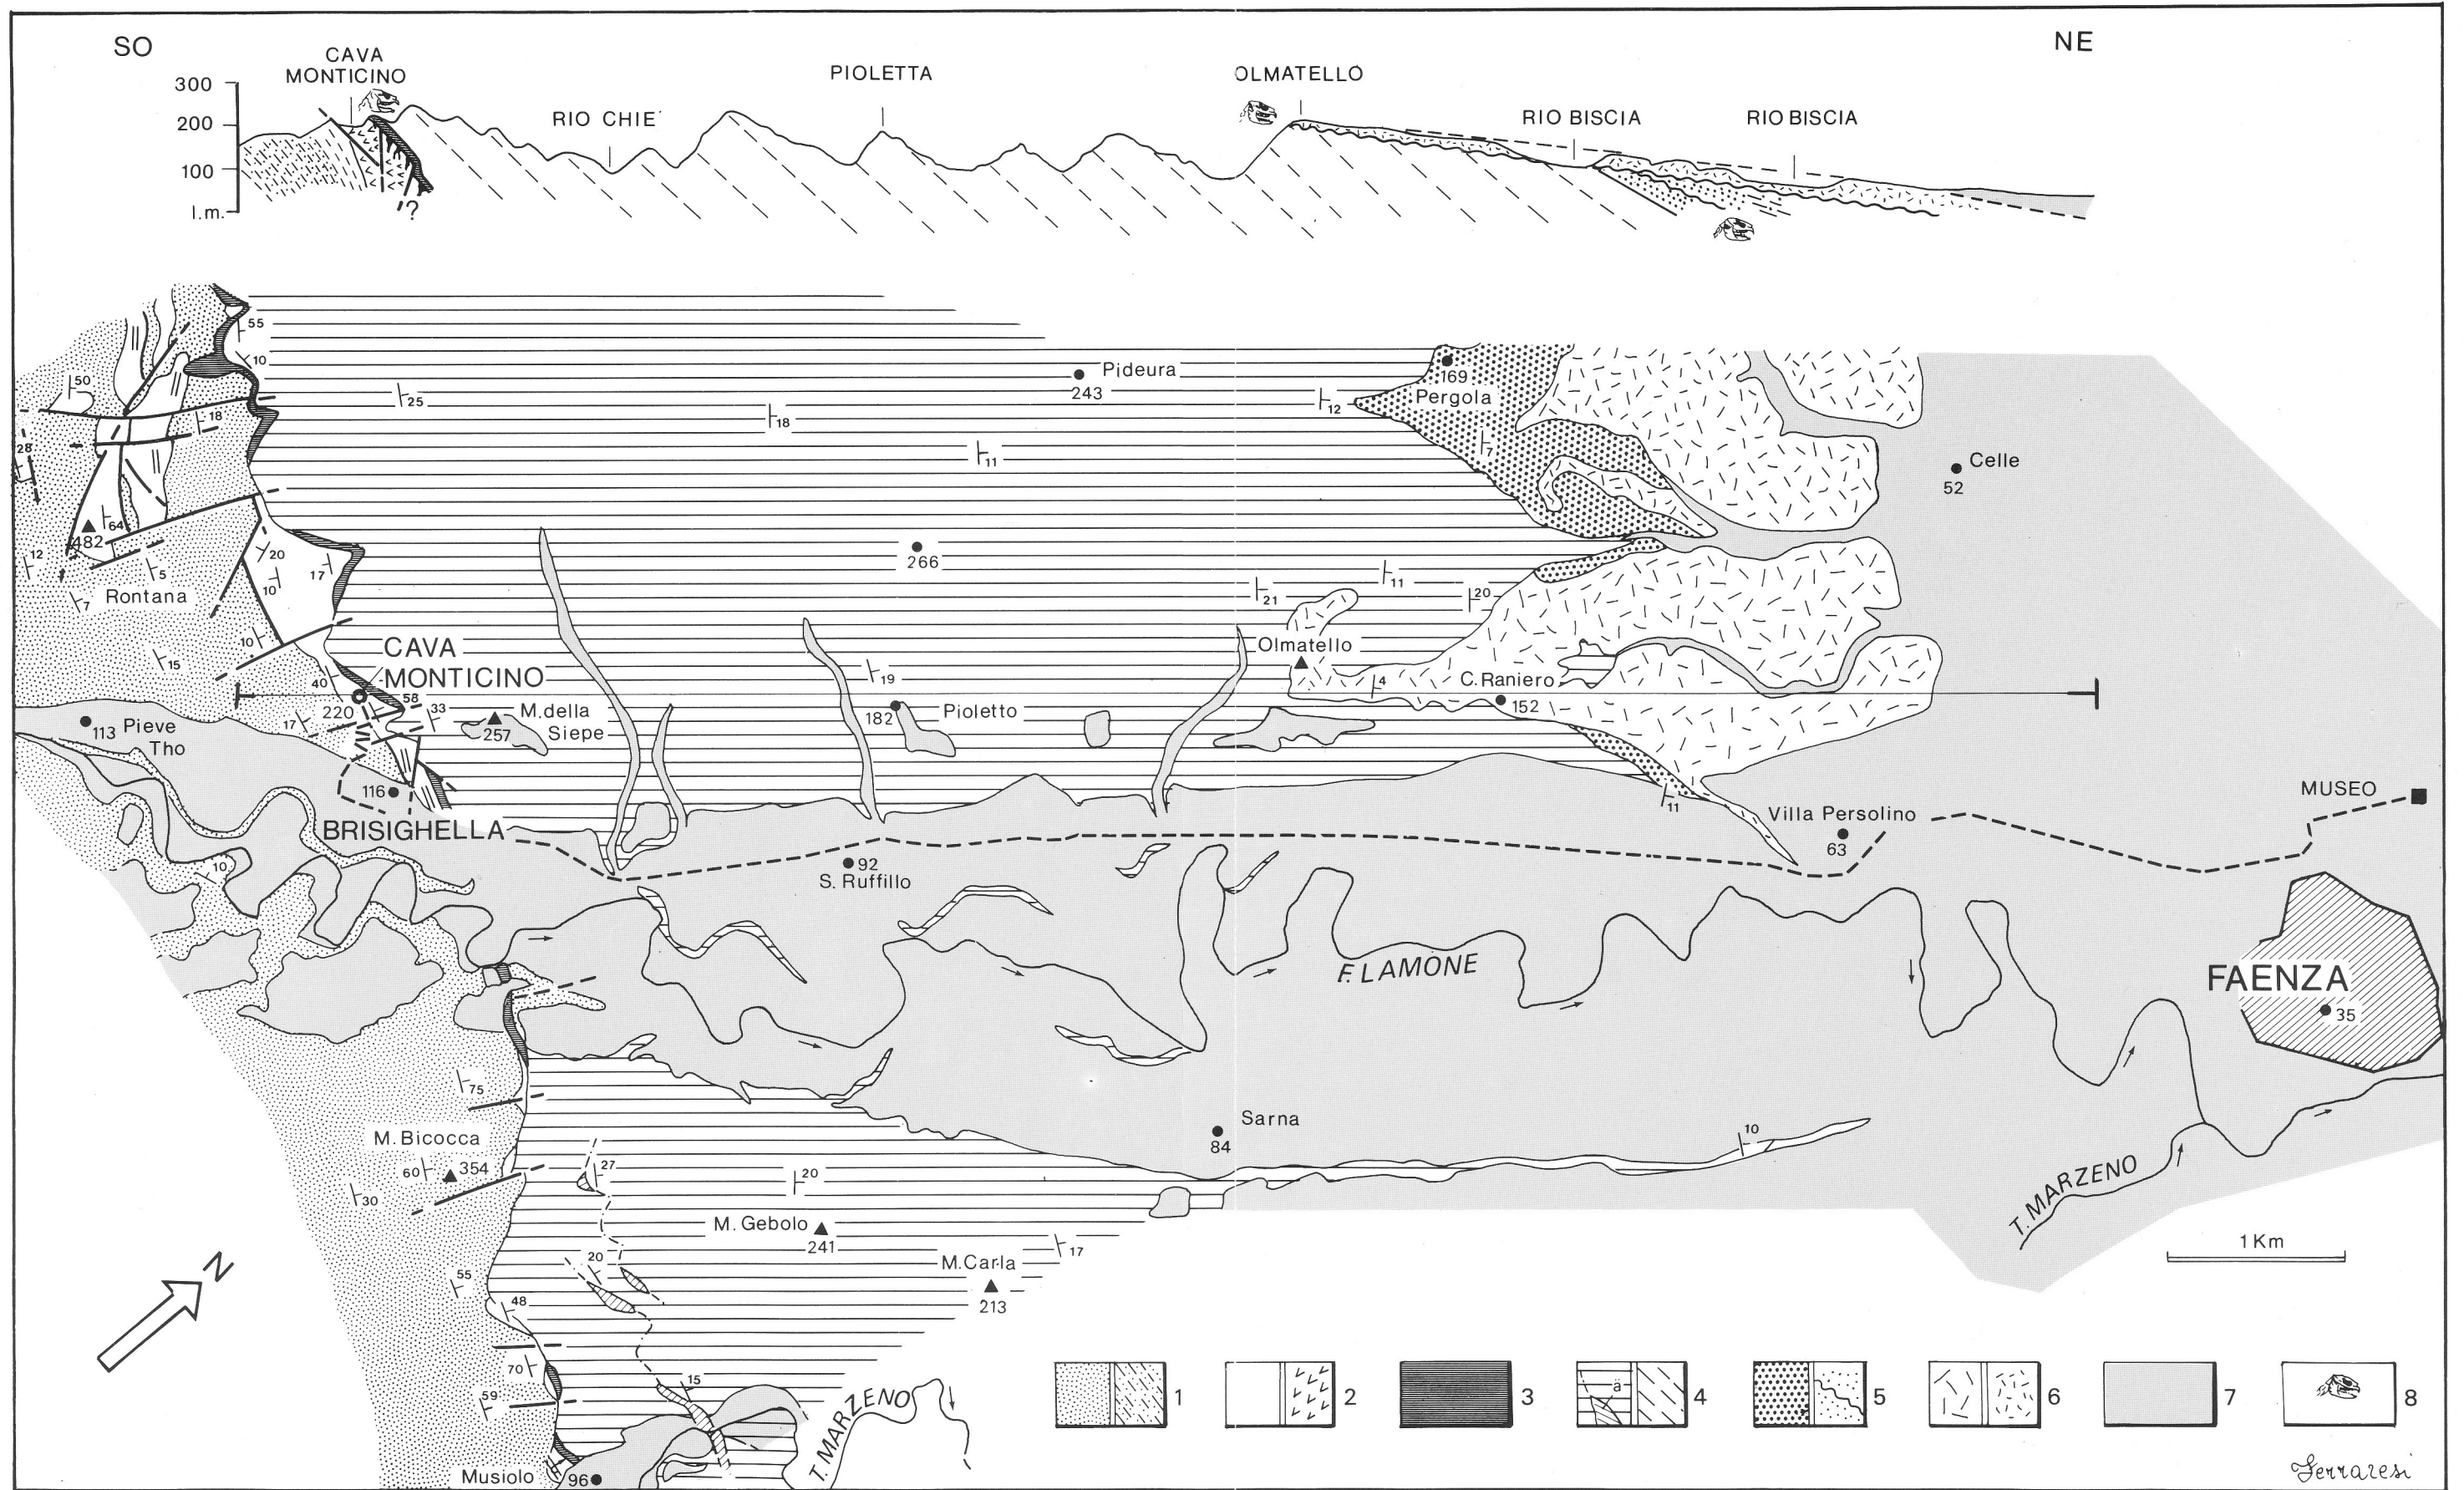 SO
NE
CAVA
MONTICINO
PIOLETTA
OLMATELLO
RIO CHIE'
RIO BISCIA
RIO BISCIA
300
200
100
l.m.
?
55
10
50
25
18
18
11
28
Pideura
243
12
169
Pergola
7
Celle
52
64
482
12
5
7
Rontana
20
10
17
266
11
21
20
10
15
CAVA
MONTICINO
40
58
220
17
33
113 Pieve
Tho
M.della
Siepe
257
19
182
Pioletto
Olmatello
4
C.Raniero
152
116
BRISIGHELLA
11
MUSEO
Villa Persolino
63
92
S. Ruffillo
10
F. LAMONE
FAENZA
35
75
M. Bicocca
60
354
30
27
20
Sarna
84
10
T. MARZENO
M. Gebolo
241
17
M.Carla
213
20
55
48
70
59
15
Musiolo
96
T. MARZENO
N
1 Km
1
2
3
ä
4
5
6
7
8
Ferraresi